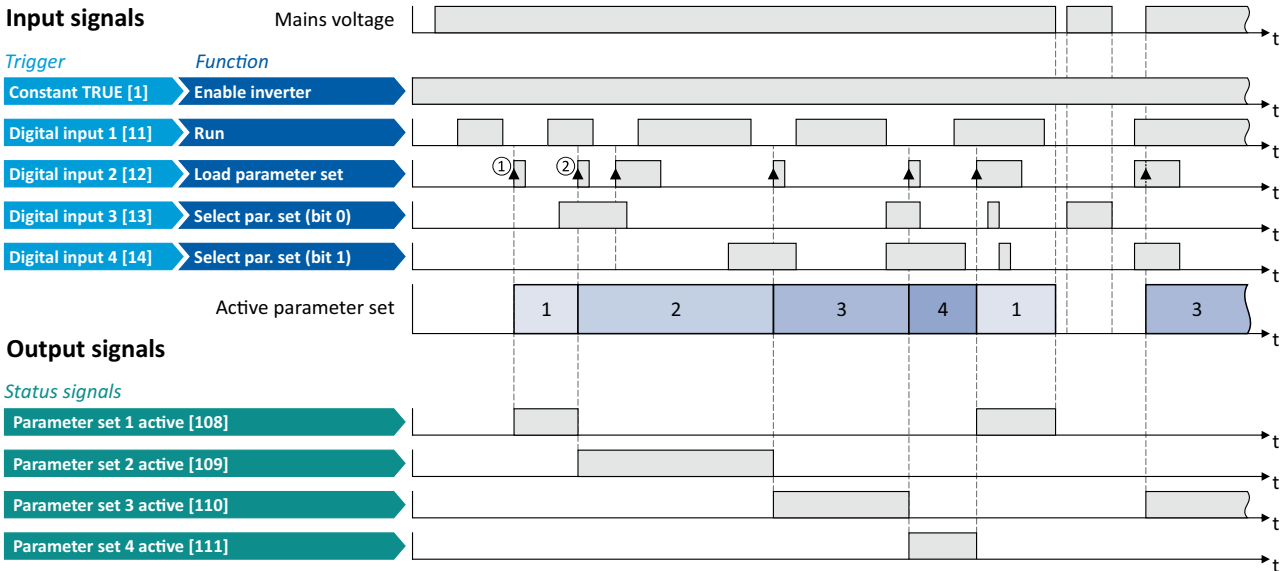 Input signals
Mains voltage
t
Trigger Function
Constant TRUE [1] Enable inverter
t
Digital input 1 [11] Run
t
Digital input 2 [12] Load parameter set ① ②
t
Digital input 3 [13] Select par. set (bit 0)
t
Digital input 4 [14] Select par. set (bit 1)
t
Active parameter set 1 2 3 4 1 3
t
Output signals
Status signals
Parameter set 1 active [108]
t
Parameter set 2 active [109]
t
Parameter set 3 active [110]
t
Parameter set 4 active [111]
t